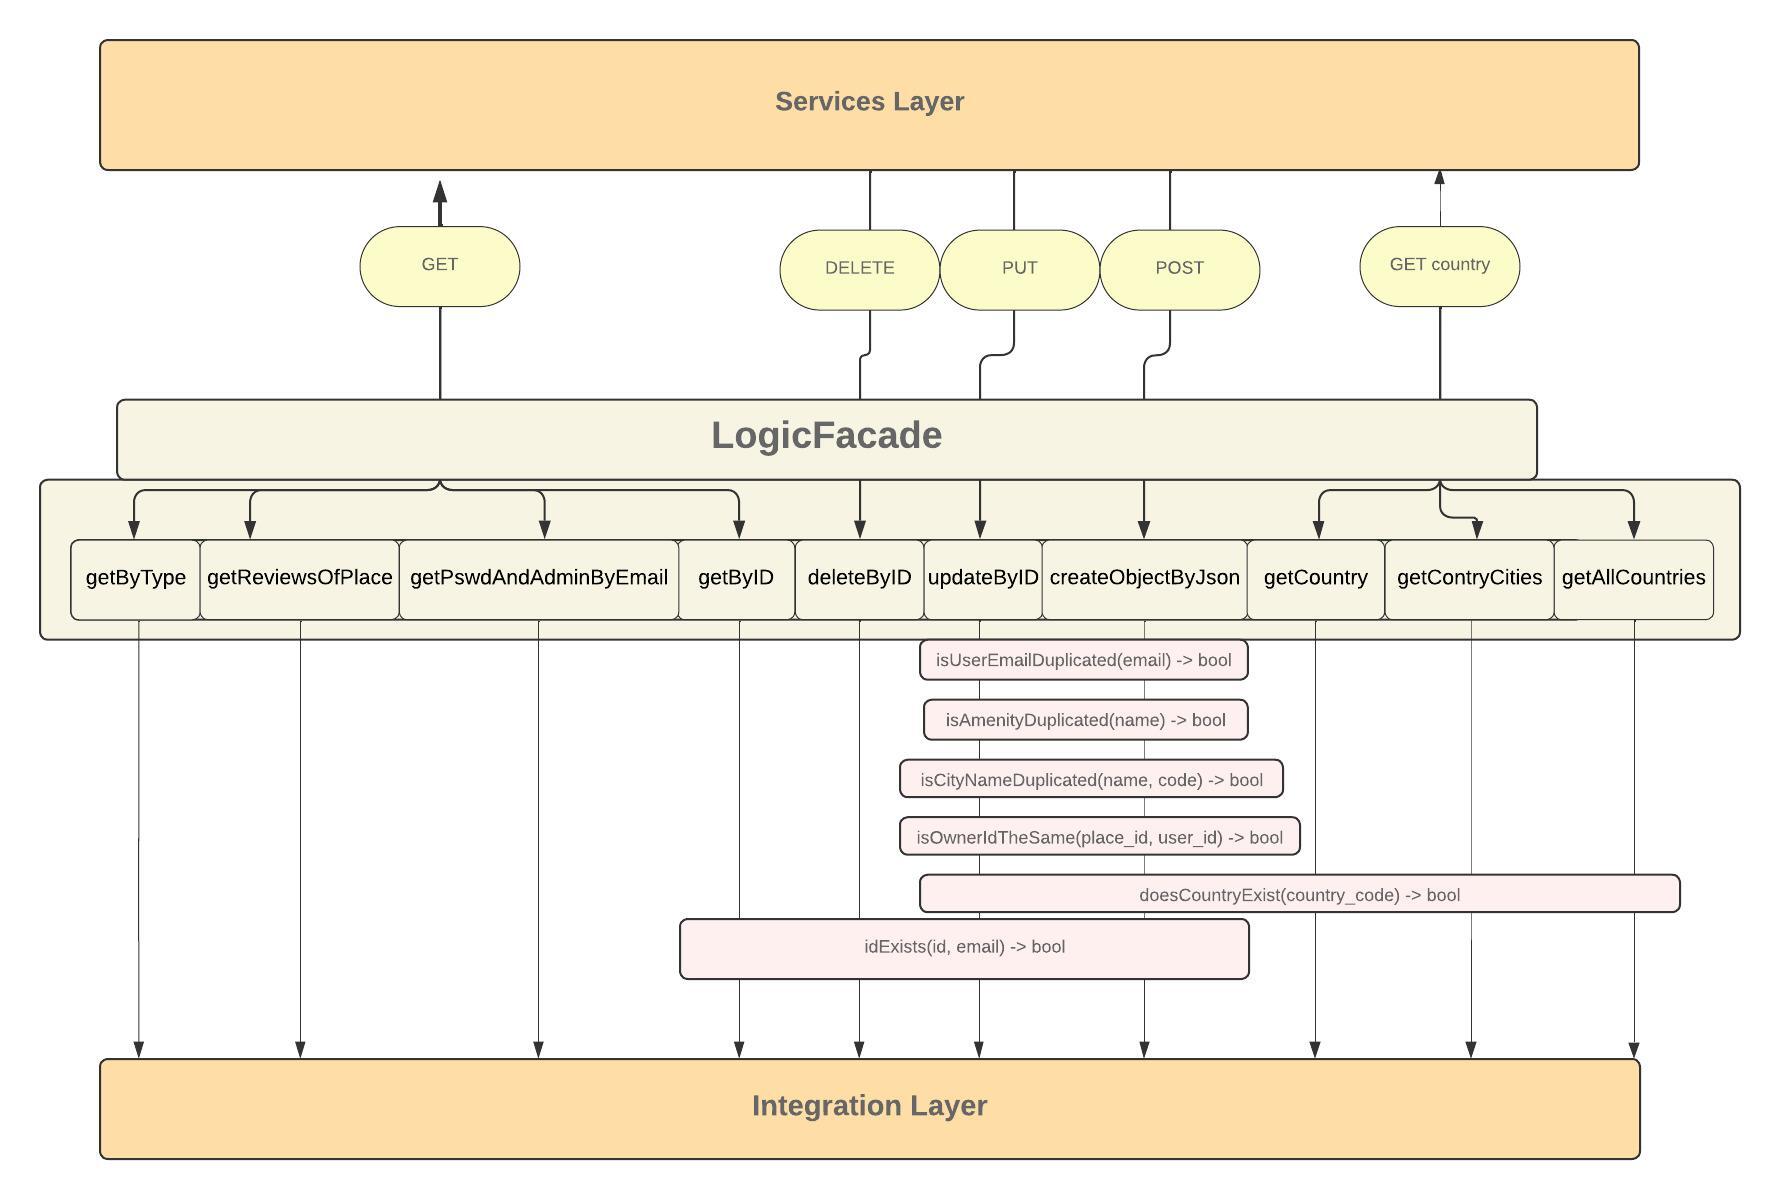 Services Layer
GET
DELETE
PUT
POST
GET country
LogicFacade
getByType
getReviewsOfPlace
getPswdAndAdminByEmail
getByID
deleteByID
updateByID
createObjectByJson
getCountry
getContryCities
getAllCountries
isUserEmailDuplicated(email) -> bool
isAmenityDuplicated(name) -> bool
isCityNameDuplicated(name, code) -> bool
isOwnerIdTheSame(place_id, user_id) -> bool
doesCountryExist(country_code) -> bool
idExists(id, email) -> bool
Integration Layer